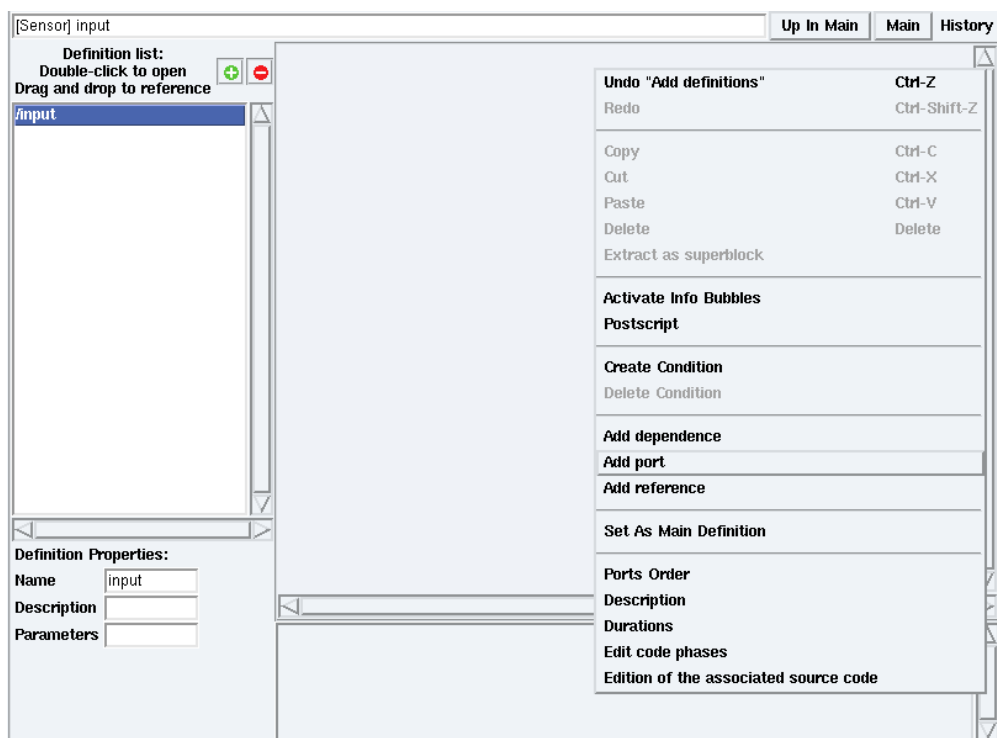 [Sensor] input
Up In Main
Main
History
Definition list:
Double-click to open
Drag and drop to reference
/input
Undo "Add definitions" Ctrl-Z
Redo Ctrl-Shift-Z
Copy Ctrl-C
Cut Ctrl-X
Paste Ctrl-V
Delete Delete
Extract as superblock
Activate Info Bubbles
Postscript
Create Condition
Delete Condition
Add dependence
Add port
Add reference
Set As Main Definition
Ports Order
Description
Durations
Edit code phases
Edition of the associated source code
Definition Properties:
Name input
Description
Parameters